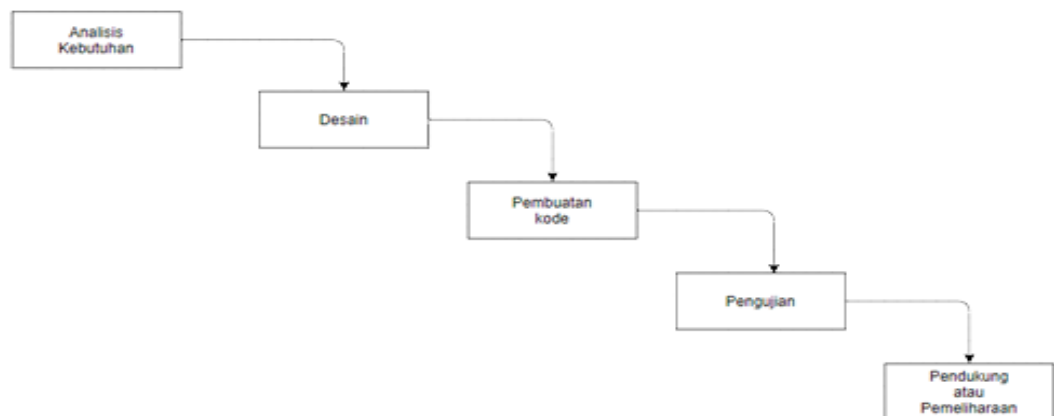 Analisis
Kebutuhan
Desain
Pembuatan
kode
Pengujian
Pendukung
atau
Pemeliharaan